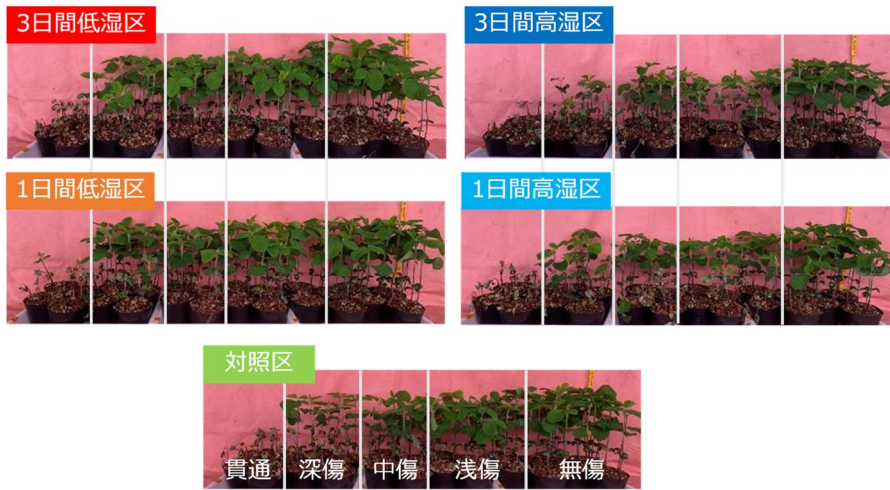 3日間低湿区
3日間高湿区
1日間低湿区
1日間高湿区
対照区
貫通
深傷
中傷
浅傷
無傷